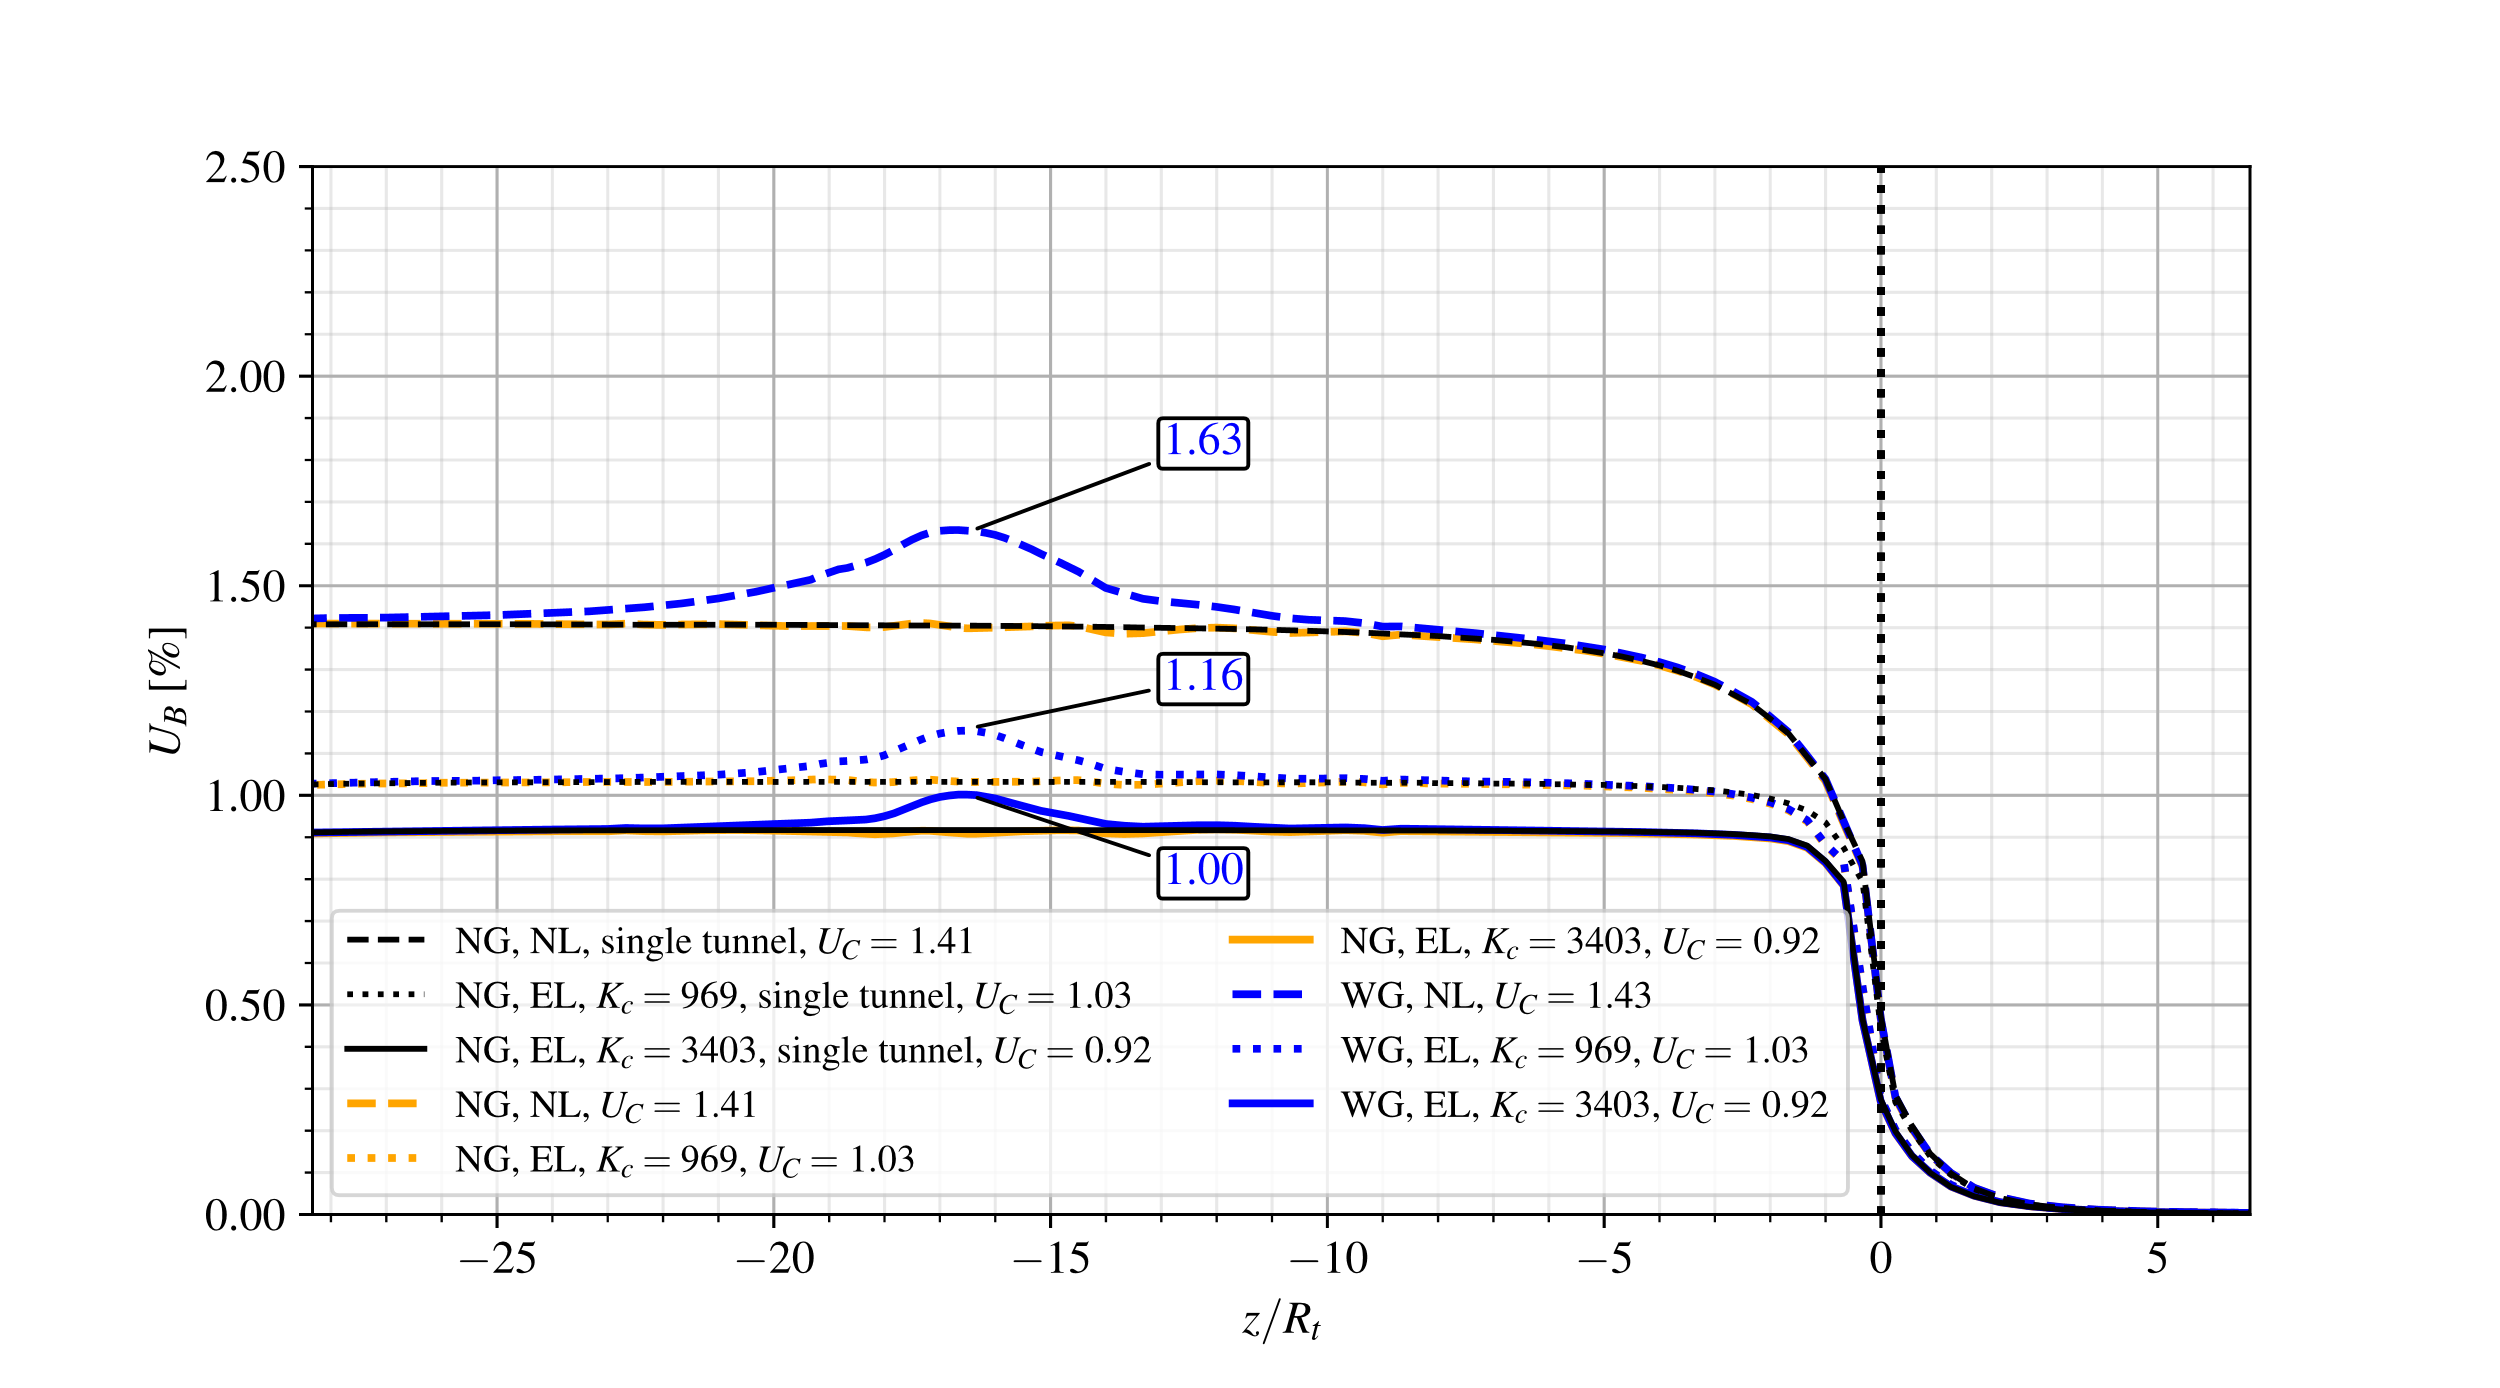 2.50
2.00
1.50
1.00
0.50
0.00
U_B [%]
1.63
1.16
1.00
NG, NL, single tunnel, U_C = 1.41
NG, EL, K_c = 969, single tunnel, U_C = 1.03
NG, EL, K_c = 3403, single tunnel, U_C = 0.92
NG, NL, U_C = 1.41
NG, EL, K_c = 969, U_C = 1.03
NG, EL, K_c = 3403, U_C = 0.92
WG, NL, U_C = 1.43
WG, EL, K_c = 969, U_C = 1.03
WG, EL, K_c = 3403, U_C = 0.92
−25 −20 −15 −10 −5 0 5
z/R_t